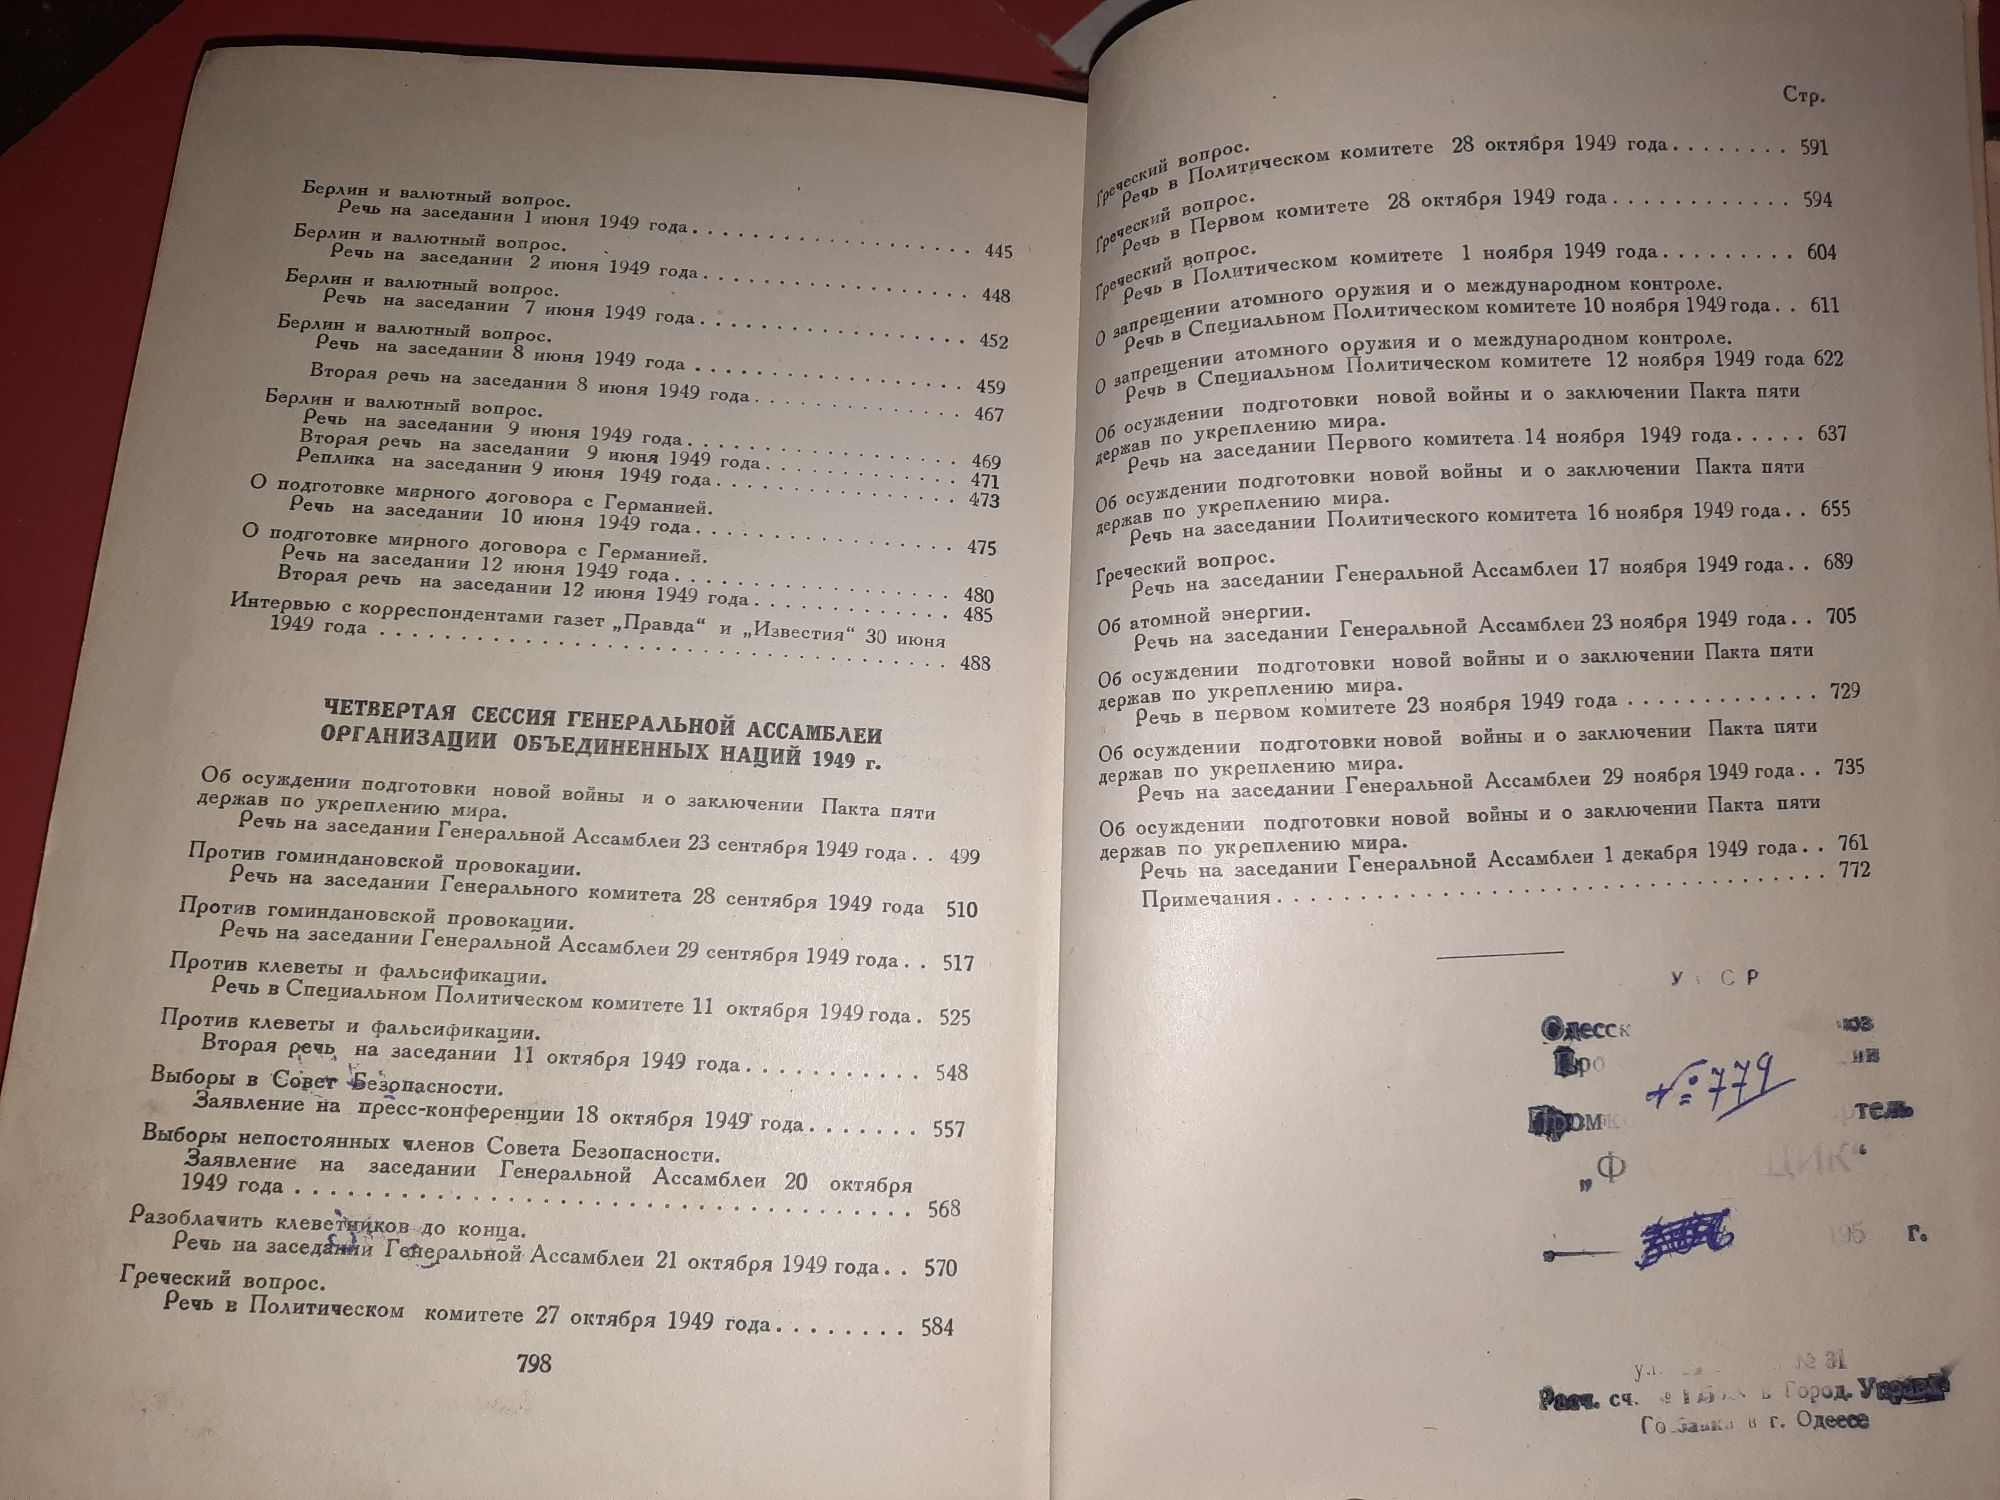 Берлин и валютный вопрос.
Речь на заседании 1 июня 1949 года . . . . . . . . . . . . . . . . . . . . 445
Берлин и валютный вопрос.
Речь на заседании 2 июня 1949 года . . . . . . . . . . . . . . . . . . . . 448
Берлин и валютный вопрос.
Речь на заседании 7 июня 1949 года . . . . . . . . . . . . . . . . . . . . 452
Берлин и валютный вопрос.
Речь на заседании 8 июня 1949 года . . . . . . . . . . . . . . . . . . . . 459
Вторая речь на заседании 8 июня 1949 года . . . . . . . . . . . . . . . 467
Берлин и валютный вопрос.
Речь на заседании 9 июня 1949 года . . . . . . . . . . . . . . . . . . . . 469
Вторая речь на заседании 9 июня 1949 года . . . . . . . . . . . . . . 471
Реплика на заседании 9 июня 1949 года . . . . . . . . . . . . . . . . . 473
О подготовке мирного договора с Германией.
Речь на заседании 10 июня 1949 года . . . . . . . . . . . . . . . . . . . 475
О подготовке мирного договора с Германией.
Речь на заседании 12 июня 1949 года . . . . . . . . . . . . . . . . . . . 480
Вторая речь на заседании 12 июня 1949 года . . . . . . . . . . . . . . 485
Интервью с корреспондентами газет „Правда“ и „Известия“ 30 июня
1949 года . . . . . . . . . . . . . . . . . . . . . . . . . . . . . . . . . . . . . . 488
ЧЕТВЕРТАЯ СЕССИЯ ГЕНЕРАЛЬНОЙ АССАМБЛЕИ
ОРГАНИЗАЦИИ ОБЪЕДИНЕННЫХ НАЦИЙ 1949 г.
Об осуждении подготовки новой войны и о заключении Пакта пяти
держав по укреплению мира.
Речь на заседании Генеральной Ассамблеи 23 сентября 1949 года . . 499
Против гоминдановской провокации.
Речь на заседании Генерального комитета 28 сентября 1949 года 510
Против гоминдановской провокации.
Речь на заседании Генеральной Ассамблеи 29 сентября 1949 года . . 517
Против клеветы и фальсификации.
Речь в Специальном Политическом комитете 11 октября 1949 года . 525
Против клеветы и фальсификации.
Вторая речь на заседании 11 октября 1949 года . . . . . . . . . . . . 548
Выборы в Совет Безопасности.
Заявление на пресс-конференции 18 октября 1949 года . . . . . . . 557
Выборы непостоянных членов Совета Безопасности.
Заявление на заседании Генеральной Ассамблеи 20 октября
1949 года . . . . . . . . . . . . . . . . . . . . . . . . . . . . . . . . . . . . . . 568
Разоблачить клеветников до конца.
Речь на заседании Генеральной Ассамблеи 21 октября 1949 года . . 570
Греческий вопрос.
Речь в Политическом комитете 27 октября 1949 года . . . . . . . . 584
798
Стр.
Греческий вопрос.
Речь в Политическом комитете 28 октября 1949 года . . . . . . . . 591
Греческий вопрос.
Речь в Первом комитете 28 октября 1949 года . . . . . . . . . . . . 594
Греческий вопрос.
Речь в Политическом комитете 1 ноября 1949 года . . . . . . . . . 604
О запрещении атомного оружия и о международном контроле.
Речь в Специальном Политическом комитете 10 ноября 1949 года . . 611
О запрещении атомного оружия и о международном контроле.
Речь в Специальном Политическом комитете 12 ноября 1949 года 622
Об осуждении подготовки новой войны и о заключении Пакта пяти
держав по укреплению мира.
Речь на заседании Первого комитета 14 ноября 1949 года . . . . . 637
Об осуждении подготовки новой войны и о заключении Пакта пяти
держав по укреплению мира.
Речь на заседании Политического комитета 16 ноября 1949 года . . 655
Греческий вопрос.
Речь на заседании Генеральной Ассамблеи 17 ноября 1949 года . . 689
Об атомной энергии.
Речь на заседании Генеральной Ассамблеи 23 ноября 1949 года . . 705
Об осуждении подготовки новой войны и о заключении Пакта пяти
держав по укреплению мира.
Речь в первом комитете 23 ноября 1949 года . . . . . . . . . . . . . 729
Об осуждении подготовки новой войны и о заключении Пакта пяти
держав по укреплению мира.
Речь на заседании Генеральной Ассамблеи 29 ноября 1949 года . . 735
Об осуждении подготовки новой войны и о заключении Пакта пяти
держав по укреплению мира.
Речь на заседании Генеральной Ассамблеи 1 декабря 1949 года . . 761
Примечания . . . . . . . . . . . . . . . . . . . . . . . . . . . . . . . . . . . . 772
№ 779
г.
№ 31
сч. в Город.
в г. Одессе